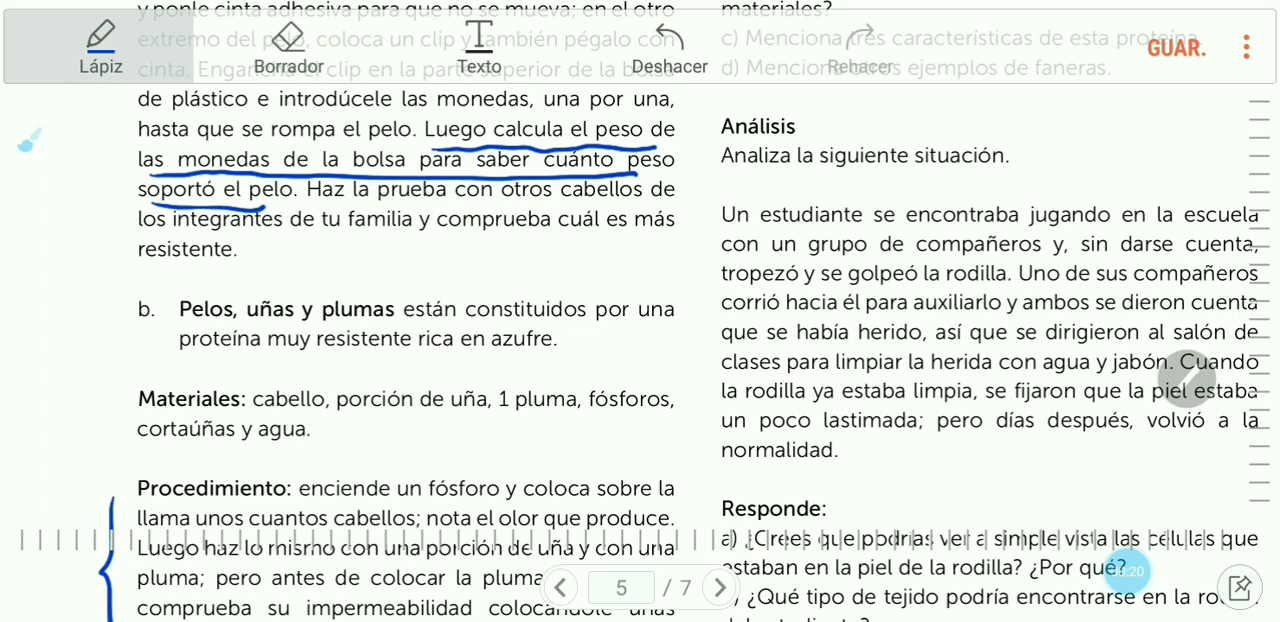 y ponle cinta adhesiva para que no se mueva; en el otro
extremo del pelo, coloca un clip y también pégalo con
cinta. Engancha el clip en la parte superior de la bolsa
Lápiz
Borrador
Texto
Deshacer
Rehacer
GUAR.
de plástico e introdúcele las monedas, una por una,
hasta que se rompa el pelo. Luego calcula el peso de
las monedas de la bolsa para saber cuánto peso
soportó el pelo. Haz la prueba con otros cabellos de
los integrantes de tu familia y comprueba cuál es más
resistente.
b. Pelos, uñas y plumas están constituidos por una
proteína muy resistente rica en azufre.
Materiales: cabello, porción de uña, 1 pluma, fósforos,
cortaúñas y agua.
Procedimiento: enciende un fósforo y coloca sobre la
llama unos cuantos cabellos; nota el olor que produce.
Luego haz lo mismo con una porción de uña y con una
pluma; pero antes de colocar la pluma
comprueba su impermeabilidad colocándole unas
5 / 7
materiales?
c) Menciona tres características de esta proteína.
d) Menciona otros ejemplos de faneras.
Análisis
Analiza la siguiente situación.
Un estudiante se encontraba jugando en la escuela
con un grupo de compañeros y, sin darse cuenta,
tropezó y se golpeó la rodilla. Uno de sus compañeros
corrió hacia él para auxiliarlo y ambos se dieron cuenta
que se había herido, así que se dirigieron al salón de
clases para limpiar la herida con agua y jabón. Cuando
la rodilla ya estaba limpia, se fijaron que la piel estaba
un poco lastimada; pero días después, volvió a la
normalidad.
Responde:
a) ¿Crees que podrías ver a simple vista las células que
estaban en la piel de la rodilla? ¿Por qué?
¿Qué tipo de tejido podría encontrarse en la